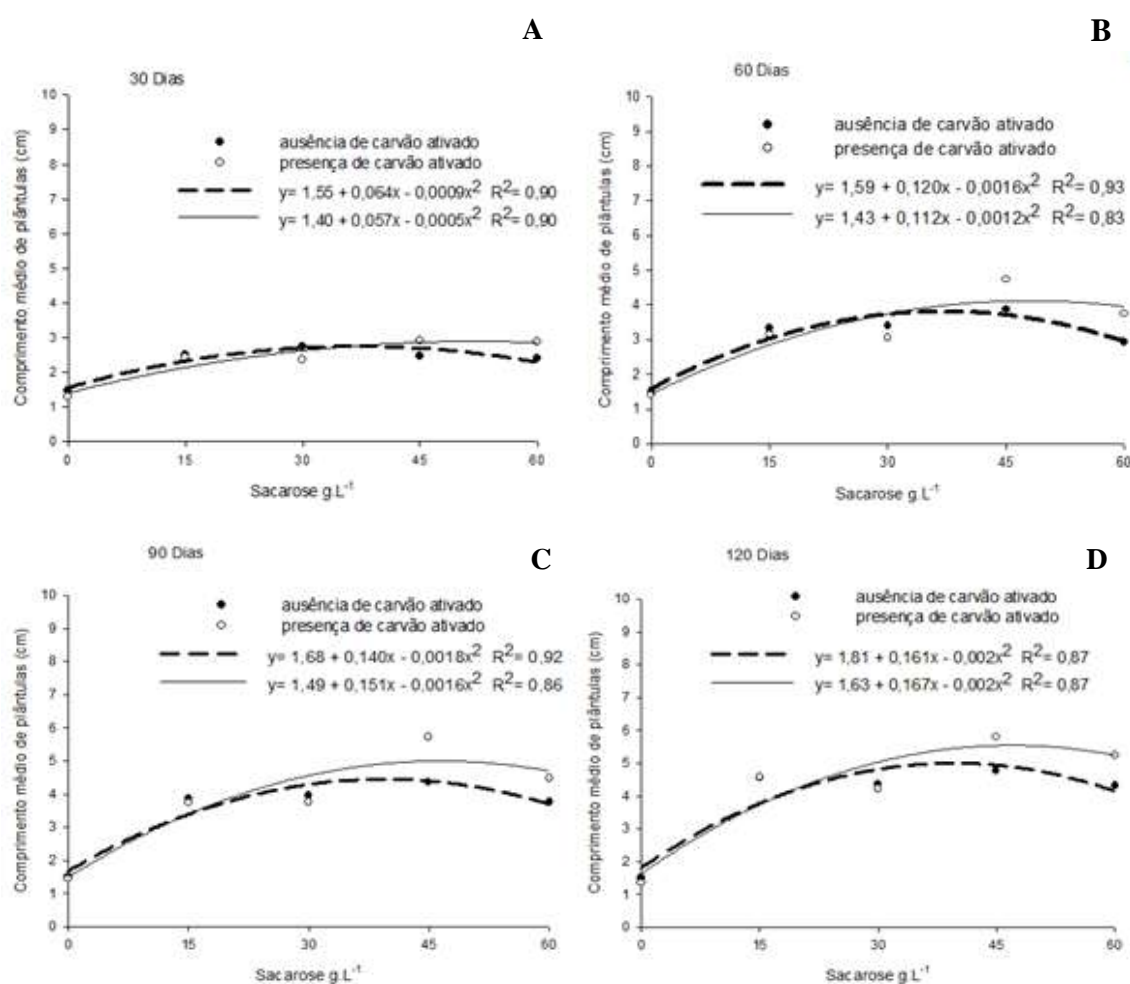 A
30 Dias
Comprimento médio de plântulas (cm)
10
9
8
7
6
5
4
3
2
1
0
ausência de carvão ativado
presença de carvão ativado
y= 1,55 + 0,064x - 0,0009x² R²= 0,90
y= 1,40 + 0,057x - 0,0005x² R²= 0,90
0 15 30 45 60
Sacarose g.L⁻¹
B
60 Dias
Comprimento médio de plântulas (cm)
10
9
8
7
6
5
4
3
2
1
0
ausência de carvão ativado
presença de carvão ativado
y= 1,59 + 0,120x - 0,0016x² R²= 0,93
y= 1,43 + 0,112x - 0,0012x² R²= 0,83
0 15 30 45 60
Sacarose g.L⁻¹
C
90 Dias
Comprimento médio de plântulas (cm)
10
9
8
7
6
5
4
3
2
1
0
ausência de carvão ativado
presença de carvão ativado
y= 1,68 + 0,140x - 0,0018x² R²= 0,92
y= 1,49 + 0,151x - 0,0016x² R²= 0,86
0 15 30 45 60
Sacarose g.L⁻¹
D
120 Dias
Comprimento médio de plântulas (cm)
10
9
8
7
6
5
4
3
2
1
0
ausência de carvão ativado
presença de carvão ativado
y= 1,81 + 0,161x - 0,002x² R²= 0,87
y= 1,63 + 0,167x - 0,002x² R²= 0,87
0 15 30 45 60
Sacarose g.L⁻¹